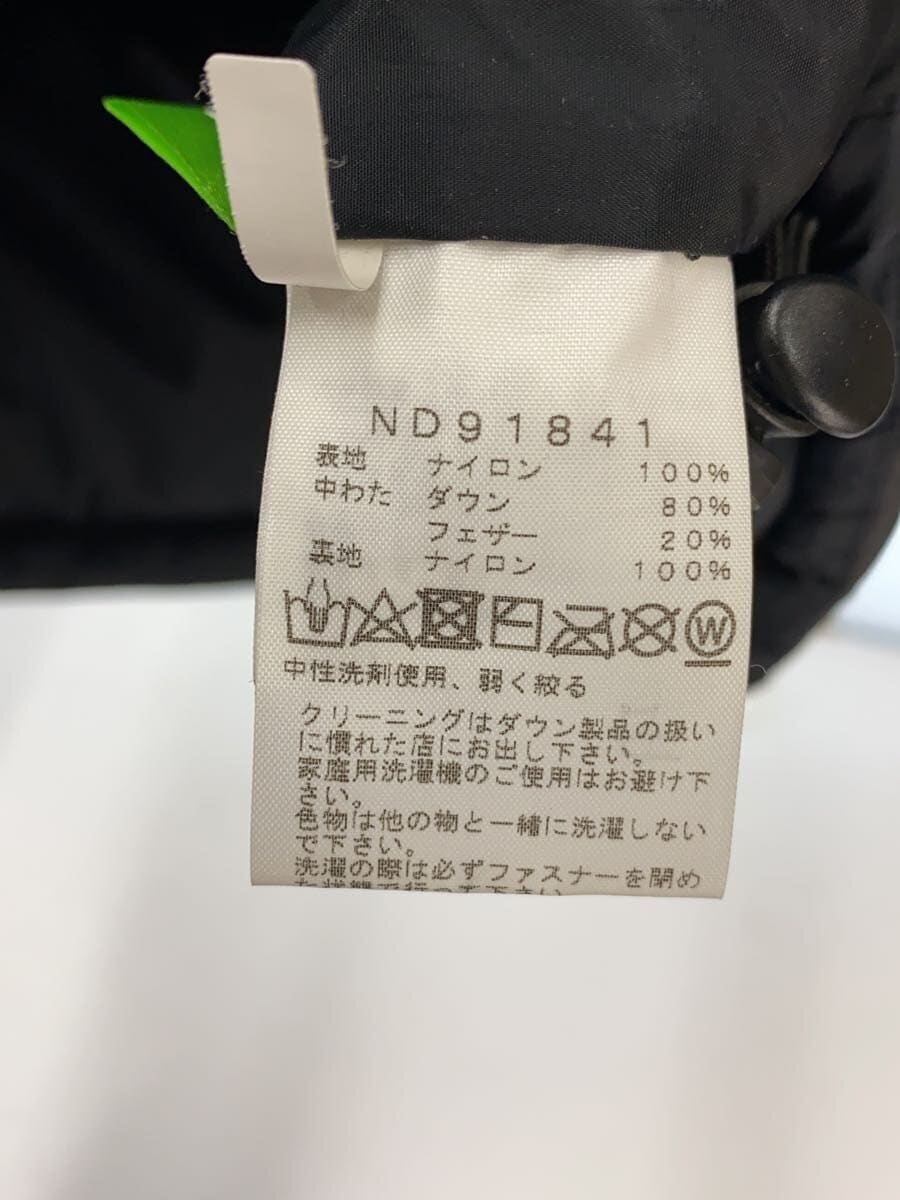 ND91841
表地 ナイロン 100%
中わた ダウン 80%
フェザー 20%
裏地 ナイロン 100%
W
中性洗剤使用、弱く絞る
クリーニングはダウン製品の扱い
に慣れた店にお出し下さい。
家庭用洗濯機のご使用はお避け下
さい。
色物は他の物と一緒に洗濯しない
で下さい。
洗濯の際は必ずファスナーを閉め